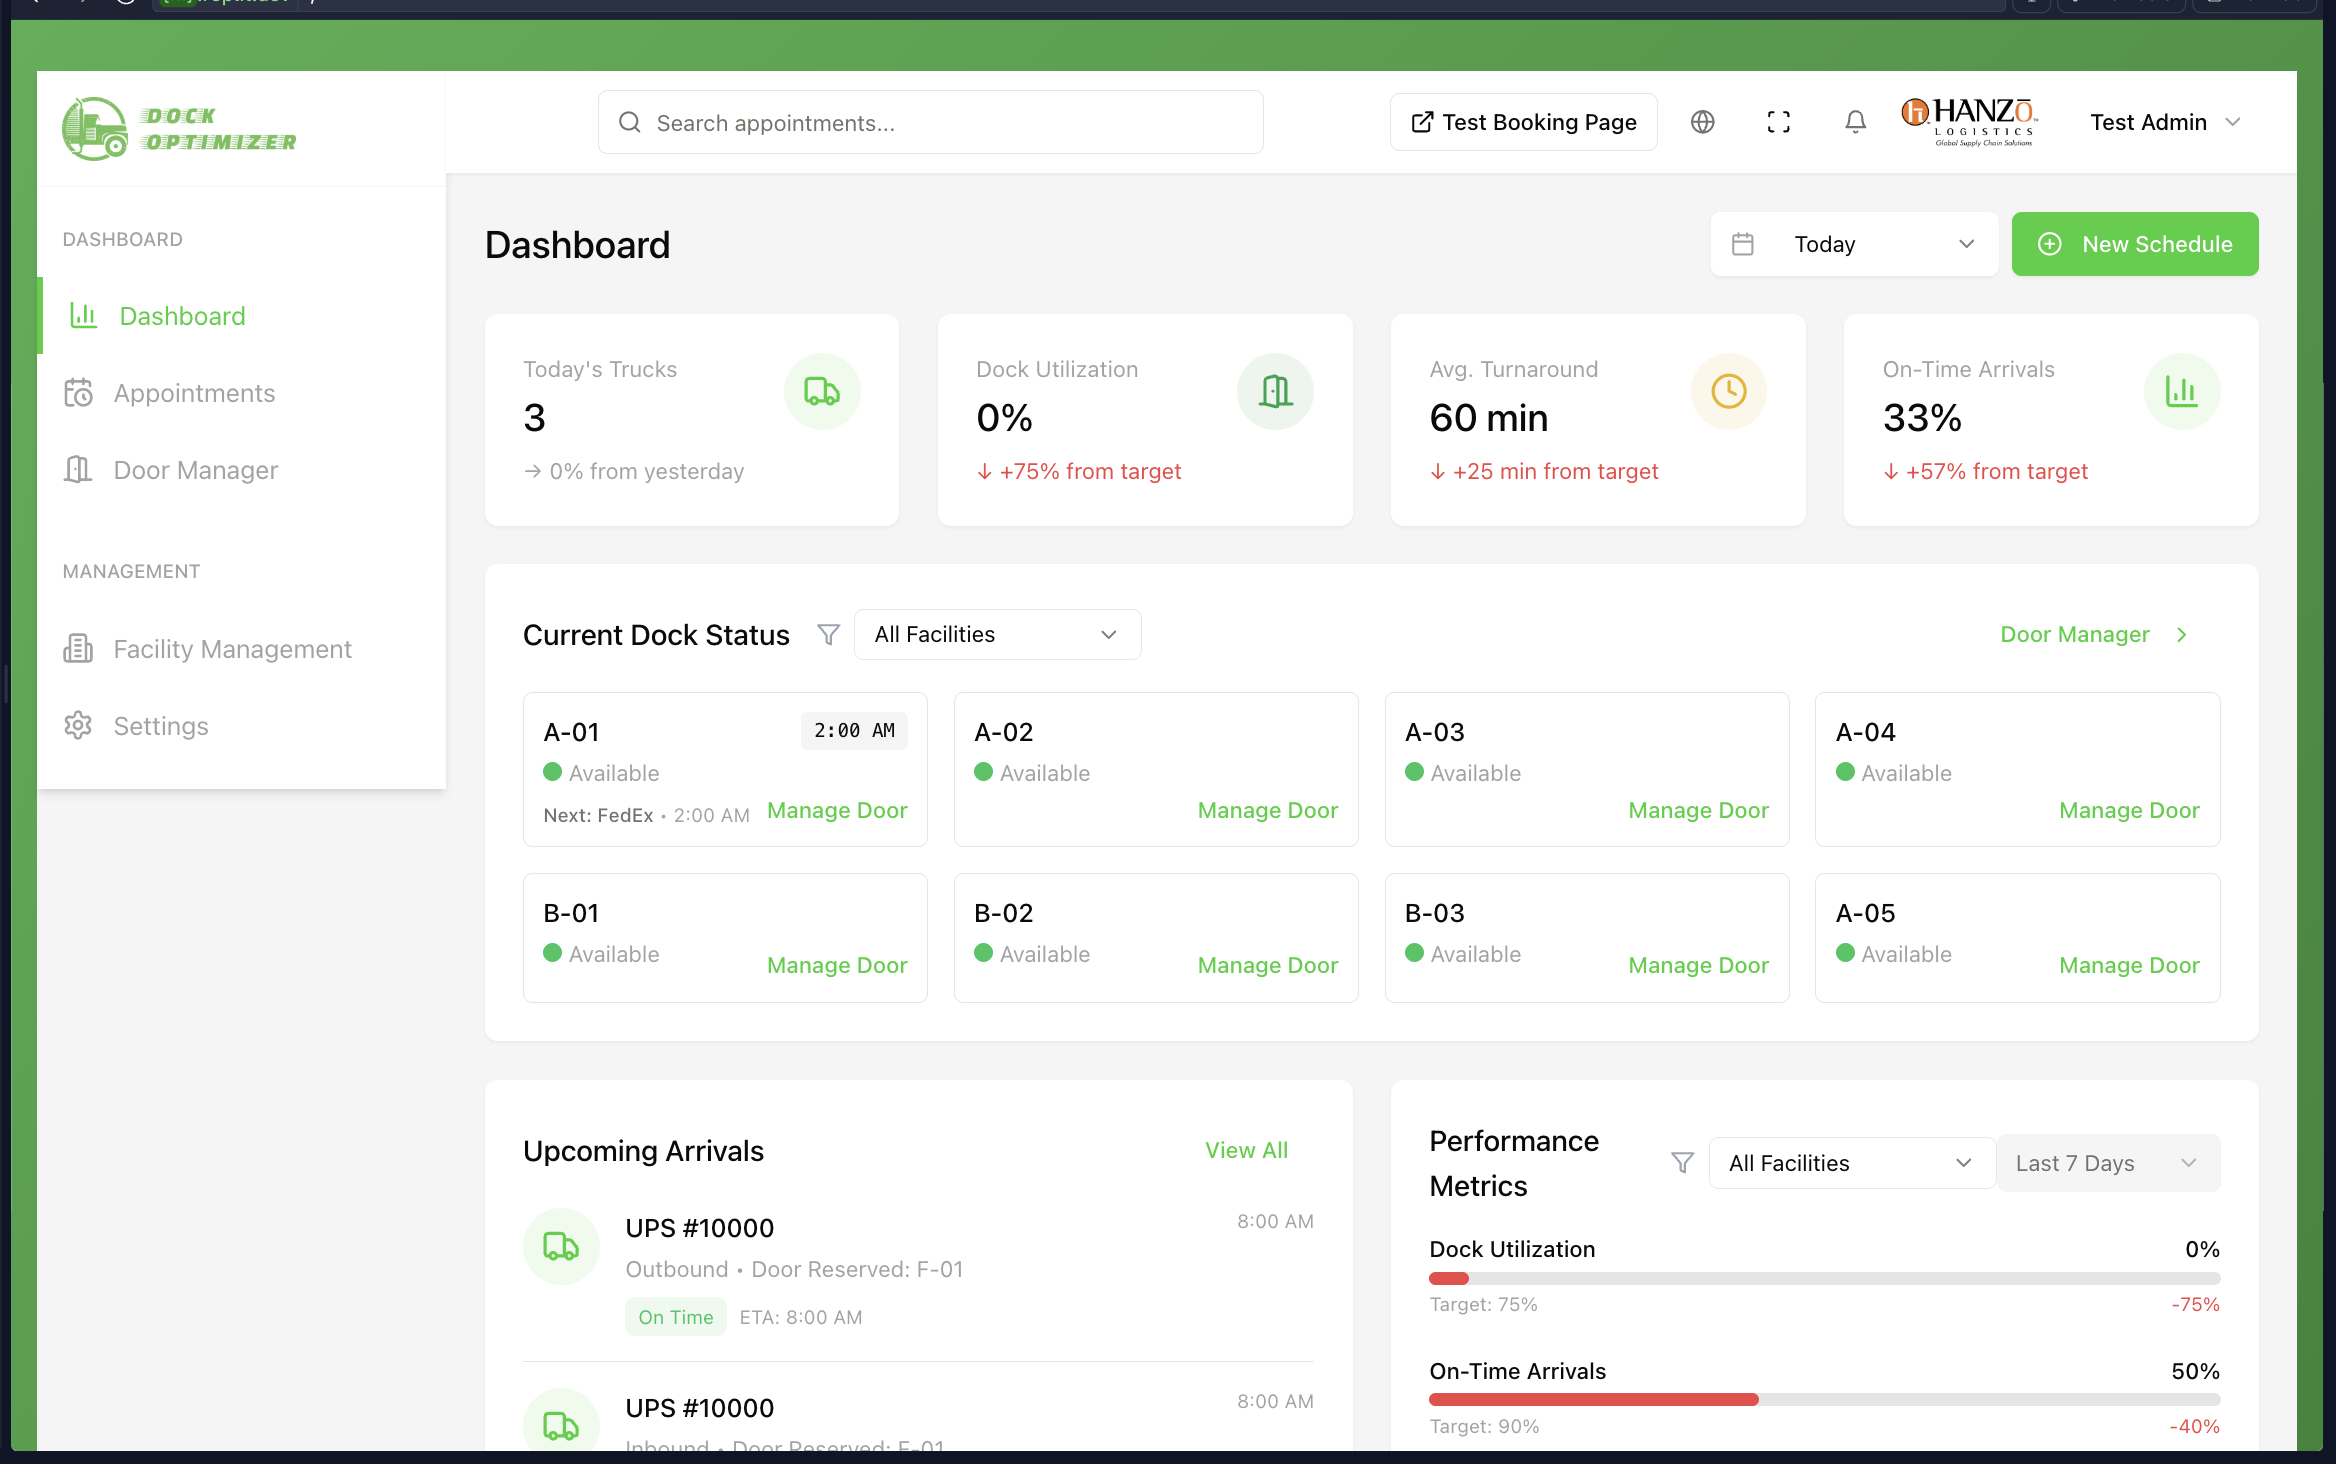 DOCK
OPTIMIZER
Search appointments...
Test Booking Page
HANZŌ
LOGISTICS
Global Supply Chain Solutions
Test Admin
DASHBOARD
Dashboard
Appointments
Door Manager
MANAGEMENT
Facility Management
Settings
Dashboard
Today
New Schedule
Today's Trucks
3
→ 0% from yesterday
Dock Utilization
0%
↓ +75% from target
Avg. Turnaround
60 min
↓ +25 min from target
On-Time Arrivals
33%
↓ +57% from target
Current Dock Status
All Facilities
Door Manager
A-01
2:00 AM
Available
Next: FedEx • 2:00 AM
Manage Door
A-02
Available
Manage Door
A-03
Available
Manage Door
A-04
Available
Manage Door
B-01
Available
Manage Door
B-02
Available
Manage Door
B-03
Available
Manage Door
A-05
Available
Manage Door
Upcoming Arrivals
View All
UPS #10000
8:00 AM
Outbound • Door Reserved: F-01
On Time
ETA: 8:00 AM
UPS #10000
8:00 AM
Inbound • Door Reserved: F-01
Performance
Metrics
All Facilities
Last 7 Days
Dock Utilization
0%
Target: 75%
-75%
On-Time Arrivals
50%
Target: 90%
-40%